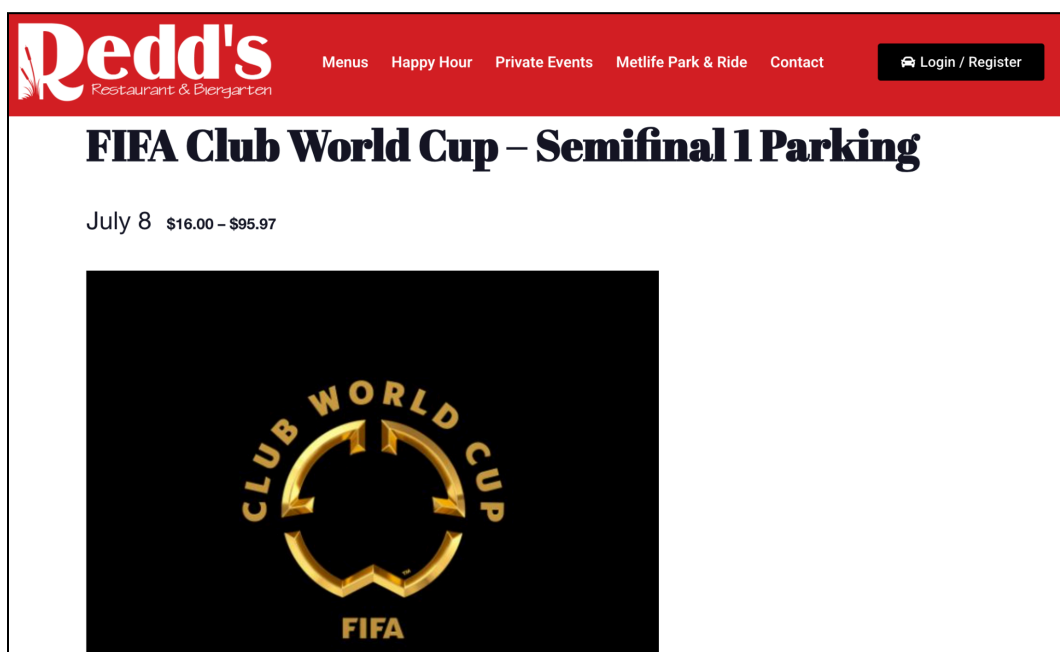 Redd's
Restaurant & Biergarten
Menus Happy Hour Private Events Metlife Park & Ride Contact Login / Register
FIFA Club World Cup – Semifinal 1 Parking
July 8 $16.00 – $95.97
CLUB WORLD CUP
™
FIFA